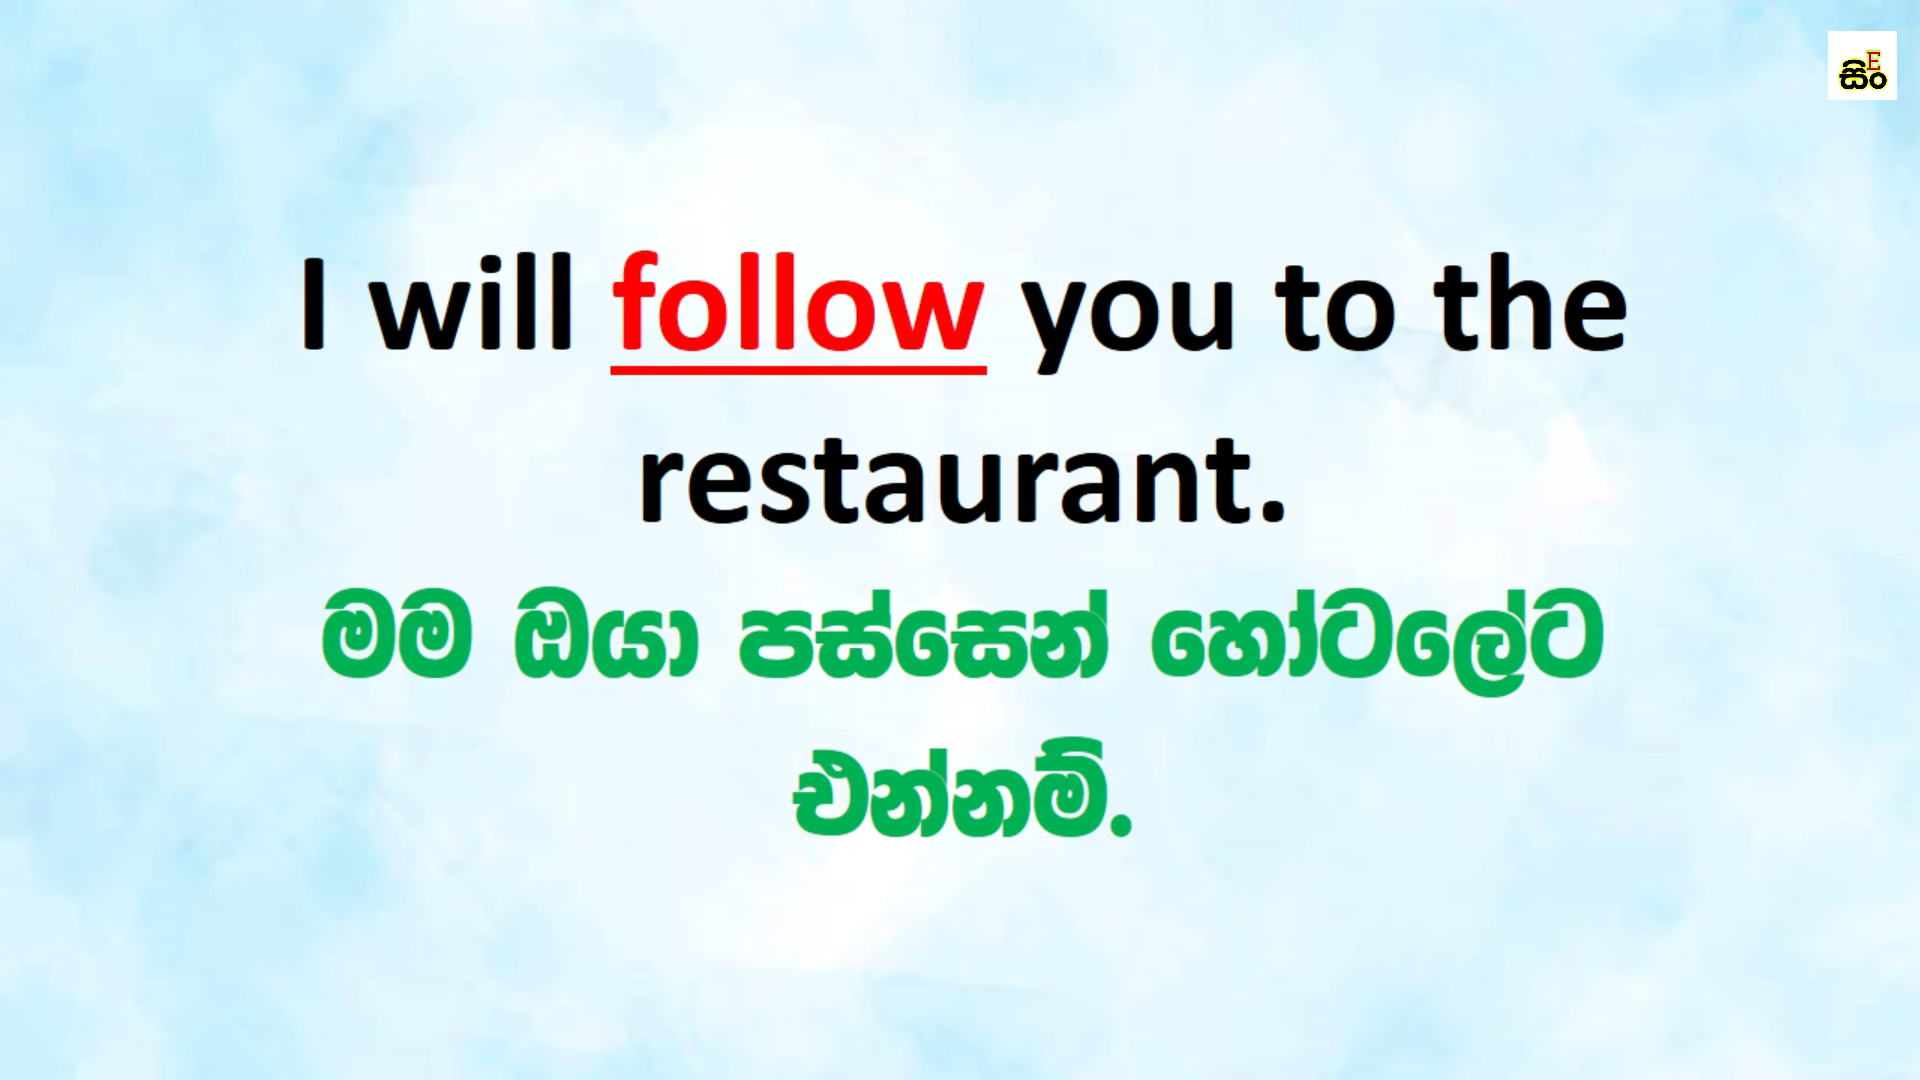 සිංE
I will follow you to the
restaurant.
මම ඔයා පස්සෙන් හෝටලේට
එන්නම්.